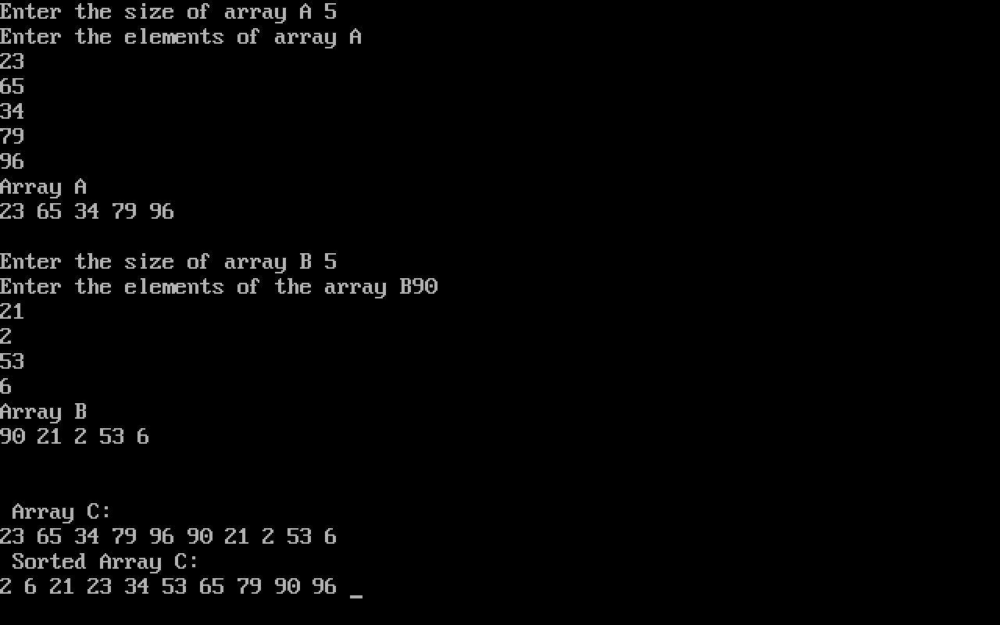 Enter the size of array A 5
Enter the elements of array A
23
65
34
79
96
Array A
23 65 34 79 96
Enter the size of array B 5
Enter the elements of the array B90
21
2
53
6
Array B
90 21 2 53 6
Array C:
23 65 34 79 96 90 21 2 53 6
Sorted Array C:
2 6 21 23 34 53 65 79 90 96 _